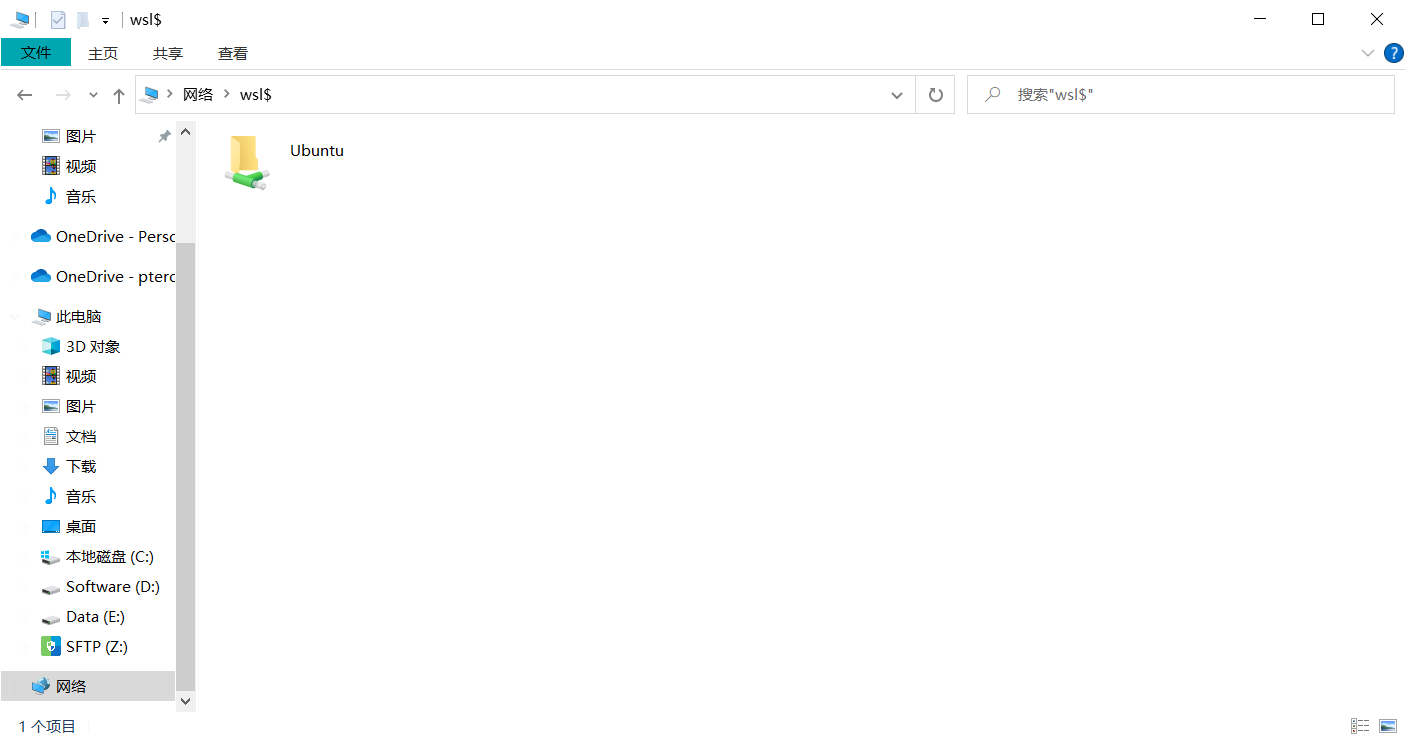 wsl$
文件 主页 共享 查看
网络 wsl$
搜索"wsl$"
图片
视频
音乐
OneDrive - Persc
OneDrive - pterc
此电脑
3D 对象
视频
图片
文档
下载
音乐
桌面
本地磁盘 (C:)
Software (D:)
Data (E:)
SFTP (Z:)
网络
Ubuntu
1 个项目